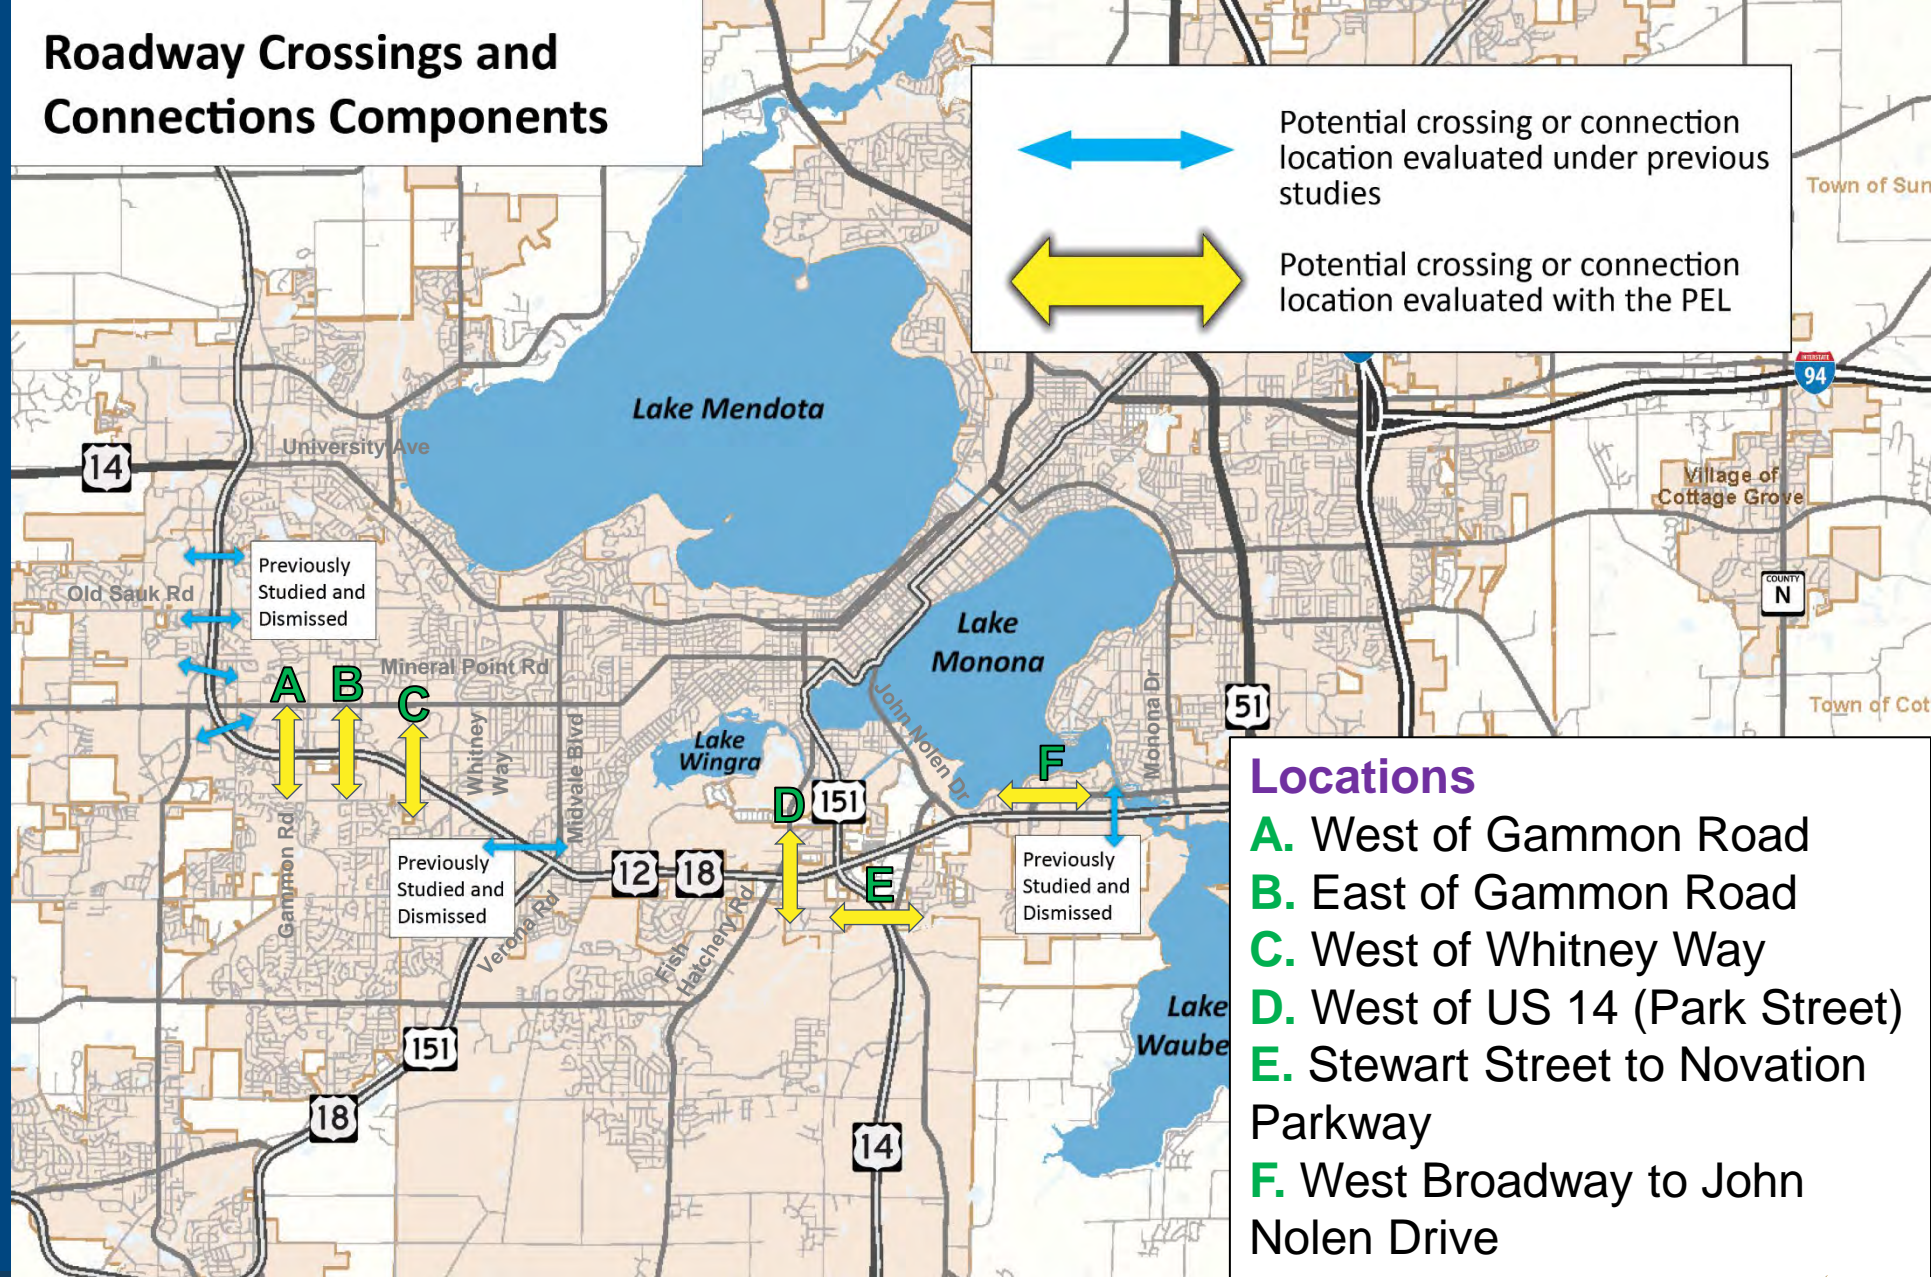 Roadway Crossings and
Connections Components
Potential crossing or connection
location evaluated under previous
studies
Potential crossing or connection
location evaluated with the PEL
Town of Sun
INTERSTATE
94
Lake Mendota
University Ave
14
Village of
Cottage Grove
Previously
Studied and
Dismissed
Old Sauk Rd
COUNTY
N
Lake
Monona
Mineral Point Rd
A
B
C
51
Town of Cot
Whitney
Way
Midvale Blvd
Lake
Wingra
John Nolen Dr
Monona Dr
F
D
151
Gammon Rd
Previously
Studied and
Dismissed
12
18
E
Previously
Studied and
Dismissed
Verona Rd
Fish
Hatchery Rd
Lake
Waube
151
18
14
Locations
A. West of Gammon Road
B. East of Gammon Road
C. West of Whitney Way
D. West of US 14 (Park Street)
E. Stewart Street to Novation
Parkway
F. West Broadway to John
Nolen Drive